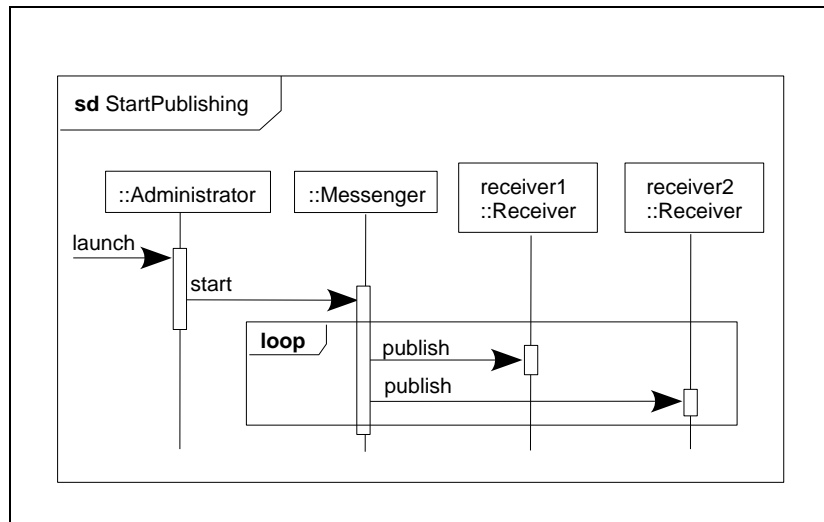 sd StartPublishing
::Administrator
::Messenger
receiver1
::Receiver
receiver2
::Receiver
launch
start
loop
publish
publish